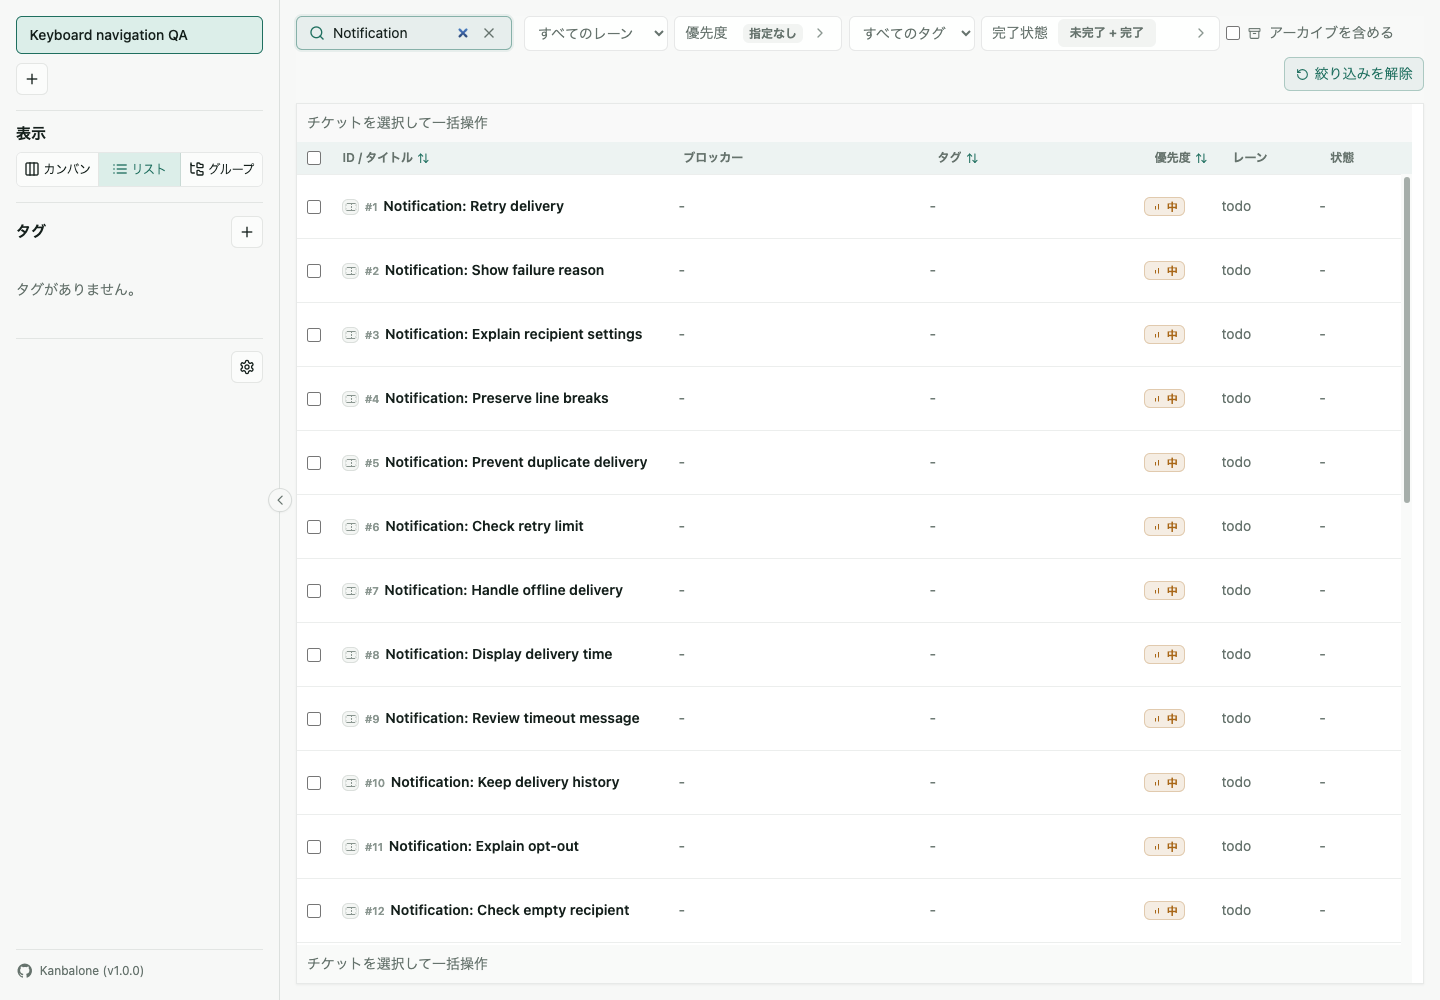 Keyboard navigation QA
表示
カンバン リスト グループ
タグ
タグがありません。
Kanbalone (v1.0.0)
Notification すべてのレーン 優先度 指定なし すべてのタグ 完了状態 未完了 + 完了 アーカイブを含める
絞り込みを解除
チケットを選択して一括操作
ID / タイトル ブロッカー タグ 優先度 レーン 状態
#1 Notification: Retry delivery - - 中 todo -
#2 Notification: Show failure reason - - 中 todo -
#3 Notification: Explain recipient settings - - 中 todo -
#4 Notification: Preserve line breaks - - 中 todo -
#5 Notification: Prevent duplicate delivery - - 中 todo -
#6 Notification: Check retry limit - - 中 todo -
#7 Notification: Handle offline delivery - - 中 todo -
#8 Notification: Display delivery time - - 中 todo -
#9 Notification: Review timeout message - - 中 todo -
#10 Notification: Keep delivery history - - 中 todo -
#11 Notification: Explain opt-out - - 中 todo -
#12 Notification: Check empty recipient - - 中 todo -
チケットを選択して一括操作